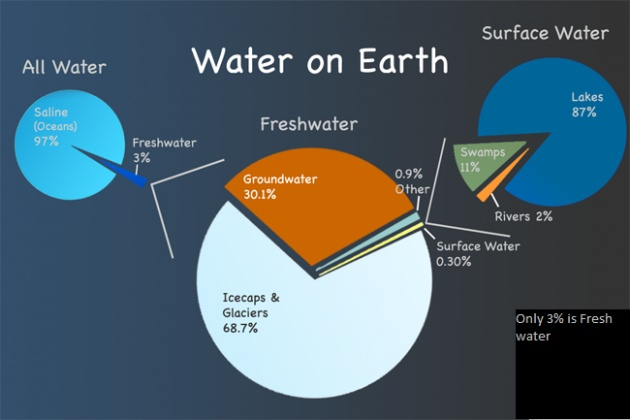 Water on Earth
All Water
Saline
(Oceans)
97%
Freshwater
3%
Freshwater
Groundwater
30.1%
0.9%
Other
Surface Water
0.30%
Icecaps &
Glaciers
68.7%
Surface Water
Lakes
87%
Swamps
11%
Rivers 2%
Only 3% is Fresh
water